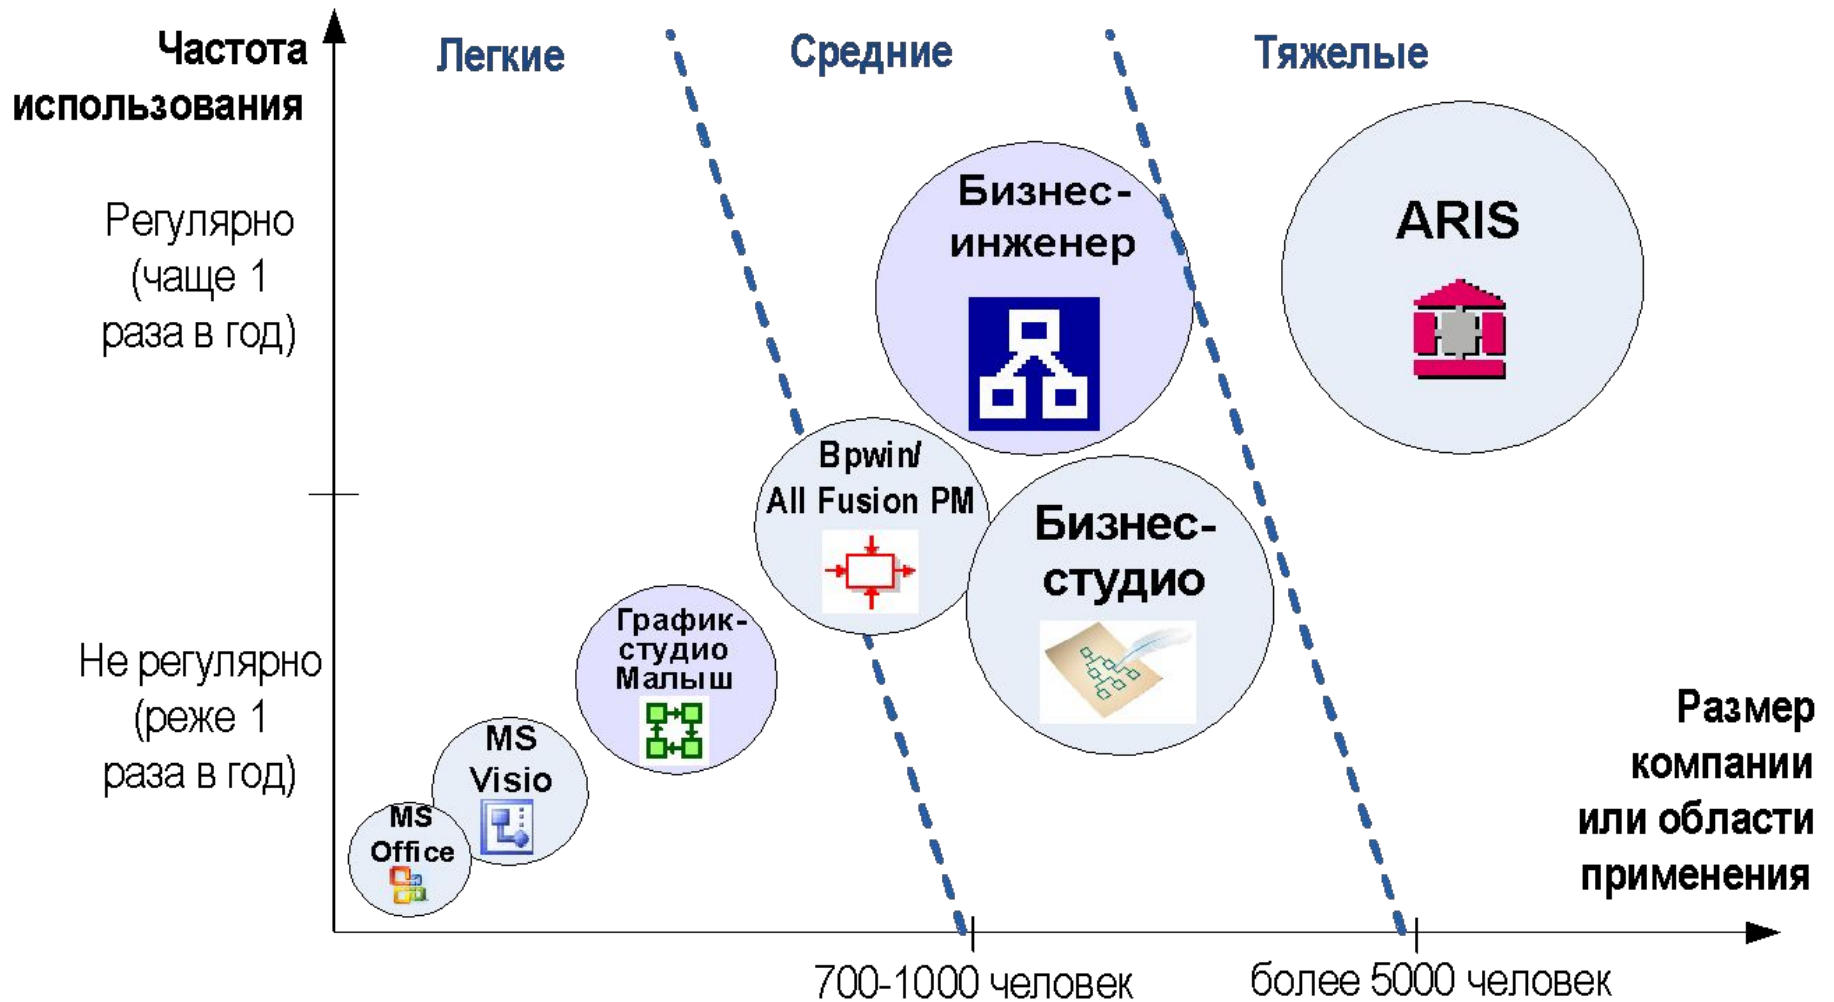 Частота
использования
Легкие
Средние
Тяжелые
Регулярно
(чаще 1
раза в год)
Бизнес-
инженер
ARIS
Bpwin/
All Fusion PM
Бизнес-
студио
График-
студио
Малыш
Не регулярно
(реже 1
раза в год)
MS
Visio
MS
Office
Размер
компании
или области
применения
700-1000 человек
более 5000 человек